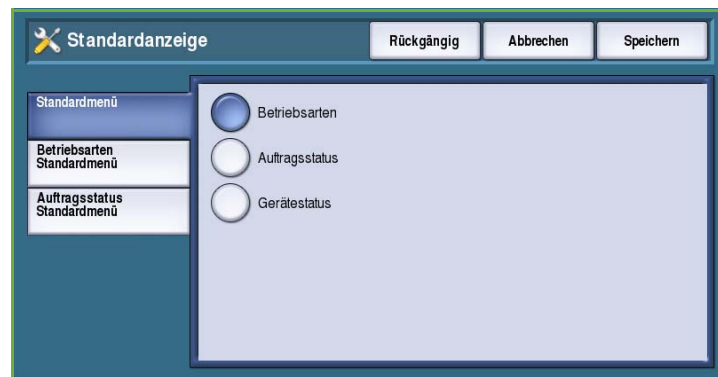 Standardanzeige
Rückgängig
Abbrechen
Speichern
Standardmenü
Betriebsarten
Standardmenü
Auftragsstatus
Standardmenü
Betriebsarten
Auftragsstatus
Gerätestatus